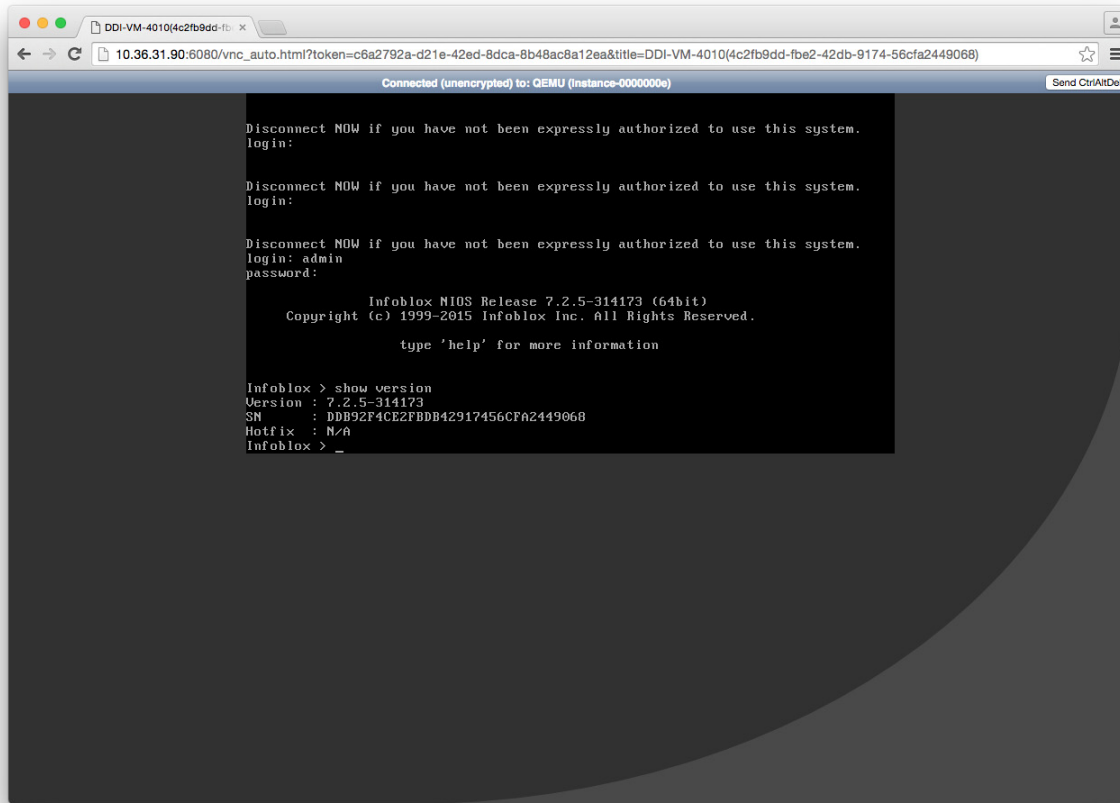 DDI-VM-4010(4c2fb9dd-fb
10.36.31.90:6080/vnc_auto.html?token=c6a2792a-d21e-42ed-8dca-8b48ac8a12ea&title=DDI-VM-4010(4c2fb9dd-fbe2-42db-9174-56cfa2449068)
Connected (unencrypted) to: QEMU (instance-0000000e)
Send CtrlAltDe
Disconnect NOW if you have not been expressly authorized to use this system.
login:
Disconnect NOW if you have not been expressly authorized to use this system.
login:
Disconnect NOW if you have not been expressly authorized to use this system.
login: admin
password:
Infoblox NIOS Release 7.2.5-314173 (64bit)
Copyright (c) 1999-2015 Infoblox Inc. All Rights Reserved.
type 'help' for more information
Infoblox > show version
Version : 7.2.5-314173
SN : DDB92F4CE2FBDB42917456CFA2449068
Hotfix : N/A
Infoblox > _